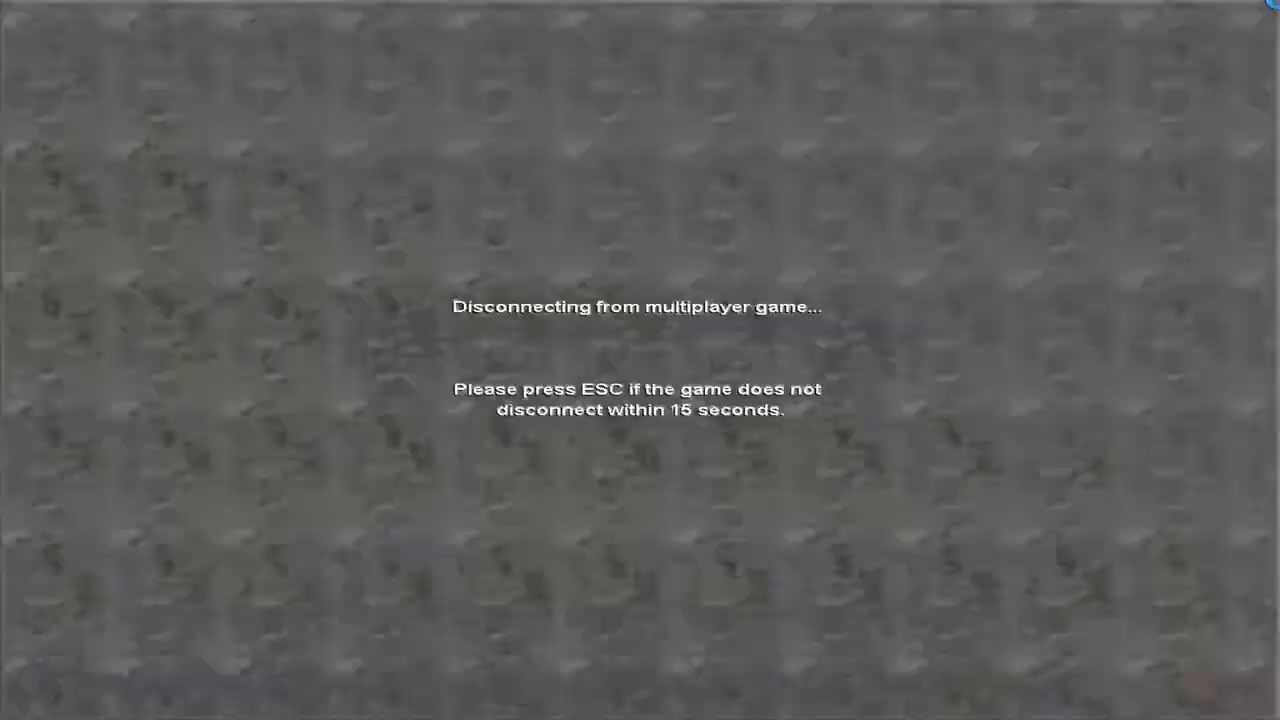 Disconnecting from multiplayer game...
Please press ESC if the game does not
disconnect within 15 seconds.